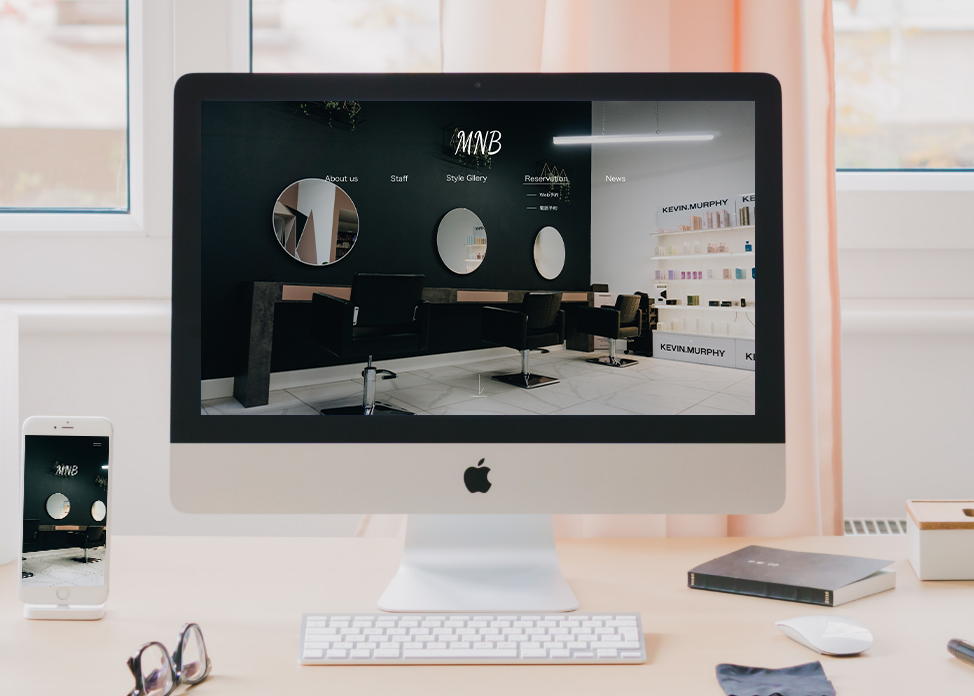 MNB
About us Staff Style Gllery Reservation News
Web予約
電話予約
KEVIN.MURPHY KE
KEVIN.MURPHY K
MNB